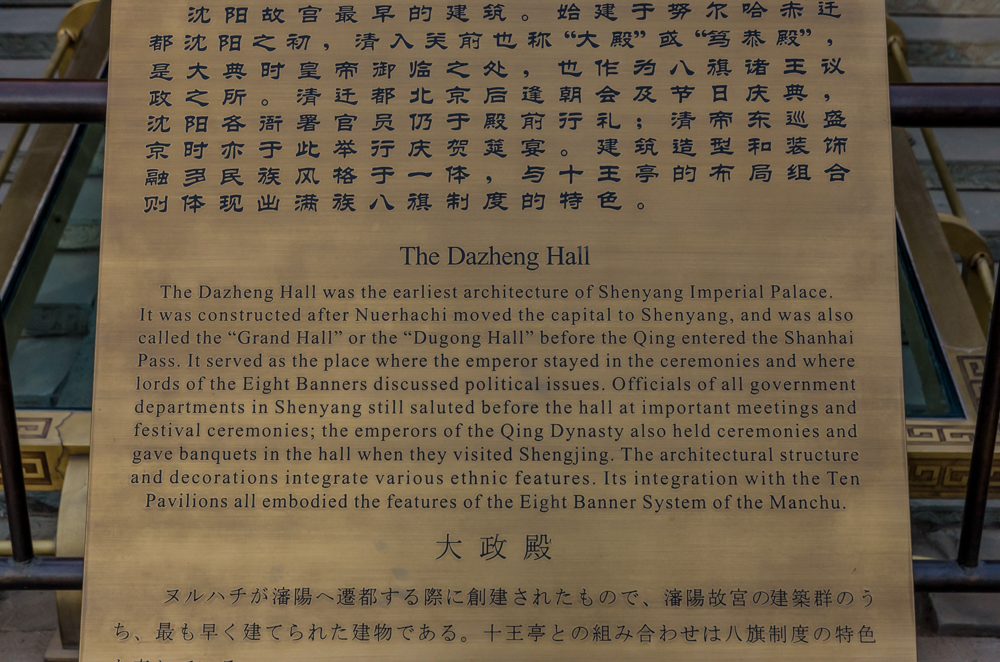 沈阳故宫最早的建筑。始建于努尔哈赤迁
都沈阳之初，清入关前也称“大殿”或“笃恭殿”，
是大典时皇帝御临之处，也作为八旗诸王议
政之所。清迁都北京后逢朝会及节日庆典，
沈阳各衙署官员仍于殿前行礼；清帝东巡盛
京时亦于此举行庆贺筵宴。建筑造型和装饰
融多民族风格于一体，与十王亭的布局组合
则体现出满族八旗制度的特色。
The Dazheng Hall
The Dazheng Hall was the earliest architecture of Shenyang Imperial Palace.
It was constructed after Nuerhachi moved the capital to Shenyang, and was also
called the “Grand Hall” or the “Dugong Hall” before the Qing entered the Shanhai
Pass. It served as the place where the emperor stayed in the ceremonies and where
lords of the Eight Banners discussed political issues. Officials of all government
departments in Shenyang still saluted before the hall at important meetings and
festival ceremonies; the emperors of the Qing Dynasty also held ceremonies and
gave banquets in the hall when they visited Shengjing. The architectural structure
and decorations integrate various ethnic features. Its integration with the Ten
Pavilions all embodied the features of the Eight Banner System of the Manchu.
大政殿
ヌルハチが瀋陽へ遷都する際に創建されたもので、瀋陽故宮の建築群のう
ち、最も早く建てられた建物である。十王亭との組み合わせは八旗制度の特色